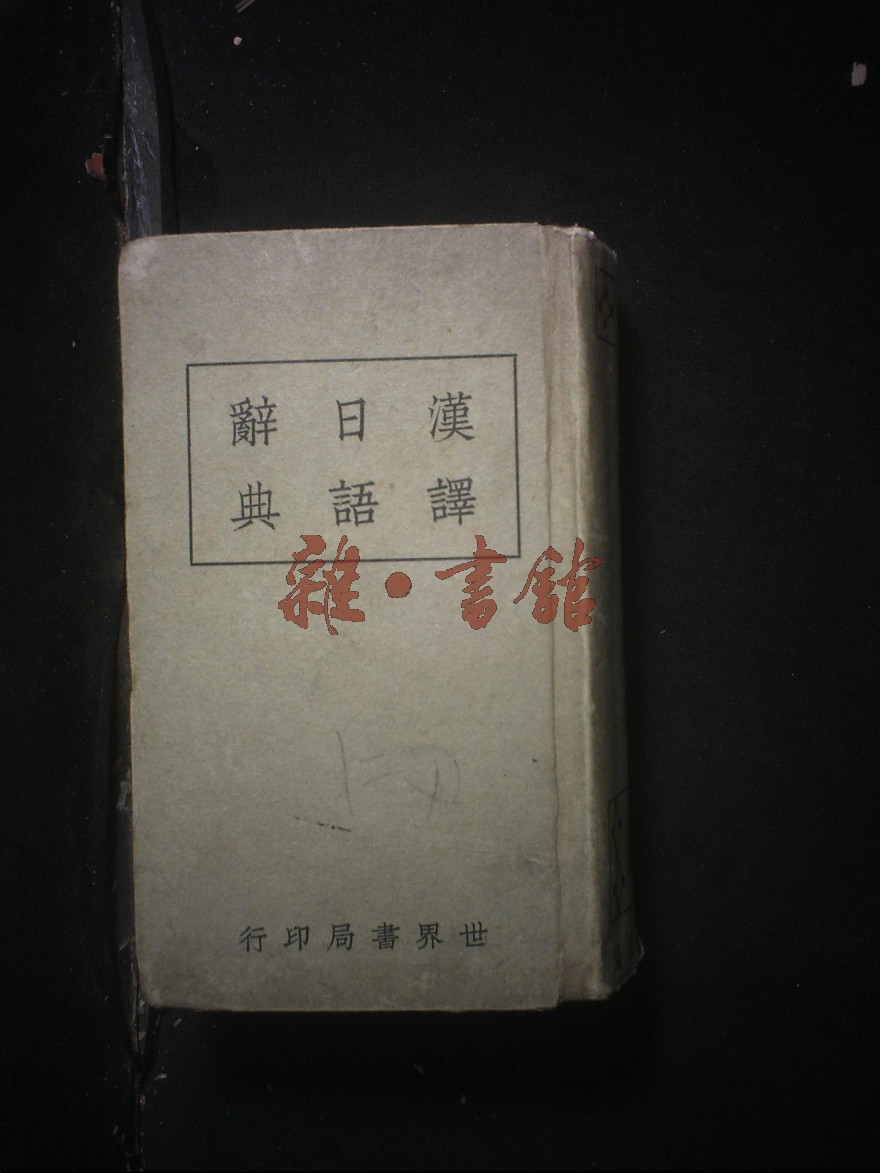 漢譯
日語
辭典
雜·書館
世界書局印行